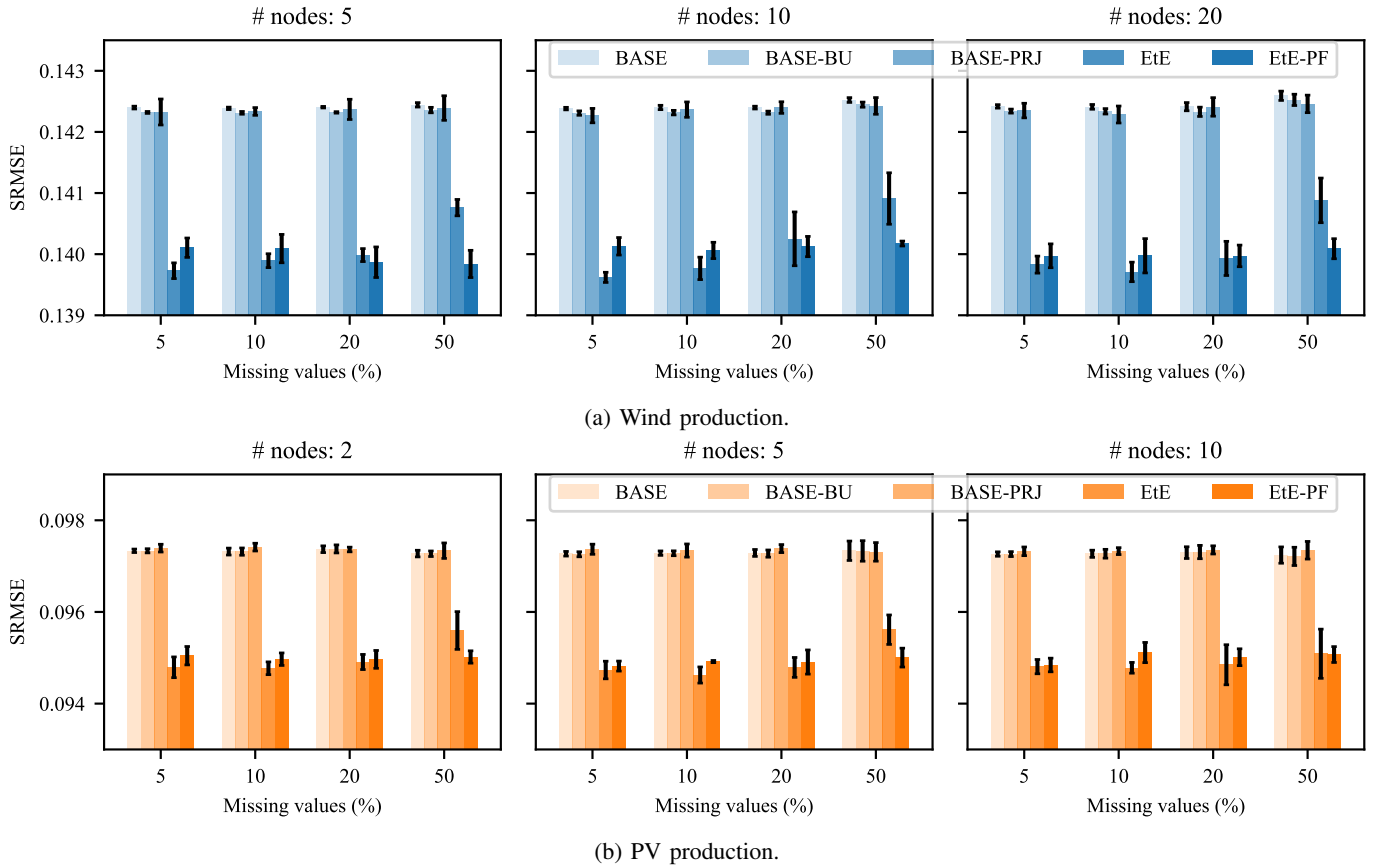 # nodes: 5
# nodes: 10
# nodes: 20
BASE
BASE-BU
BASE-PRJ
EtE
EtE-PF
SRMSE
0.143
0.142
0.141
0.140
0.139
5 10 20 50
5 10 20 50
5 10 20 50
Missing values (%)
Missing values (%)
Missing values (%)
(a) Wind production.
# nodes: 2
# nodes: 5
# nodes: 10
BASE
BASE-BU
BASE-PRJ
EtE
EtE-PF
SRMSE
0.098
0.096
0.094
5 10 20 50
5 10 20 50
5 10 20 50
Missing values (%)
Missing values (%)
Missing values (%)
(b) PV production.